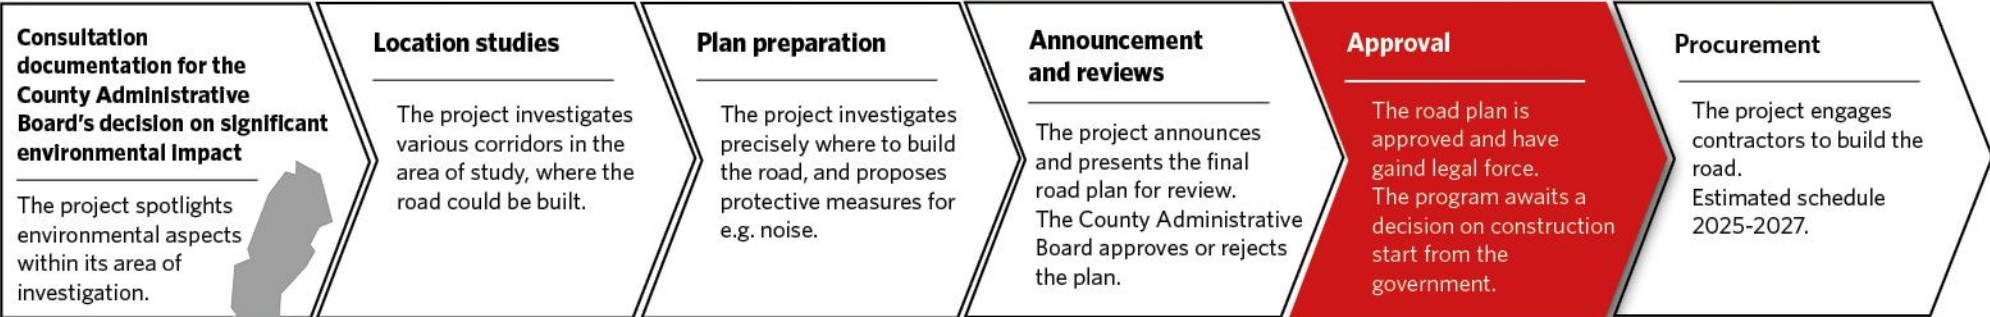 Consultation
documentation for the
County Administrative
Board's decision on significant
environmental impact
The project spotlights
environmental aspects
within its area of
investigation.
Location studies
The project investigates
various corridors in the
area of study, where the
road could be built.
Plan preparation
The project investigates
precisely where to build
the road, and proposes
protective measures for
e.g. noise.
Announcement
and reviews
The project announces
and presents the final
road plan for review.
The County Administrative
Board approves or rejects
the plan.
Approval
The road plan is
approved and have
gaind legal force.
The program awaits a
decision on construction
start from the
government.
Procurement
The project engages
contractors to build the
road.
Estimated schedule
2025-2027.